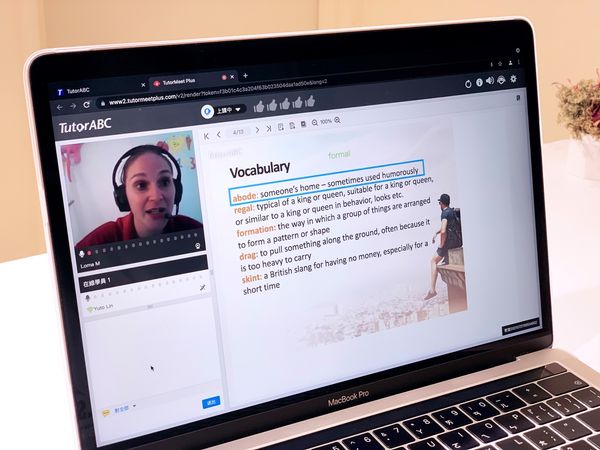 TutorABC
TutorMeet Plus
www2.tutormeetplus.com/v2/render?token=
TutorABC
上課中
4/13
100%
TutorABC
Vocabulary
formal
abode: someone's home – sometimes used humorously
regal: typical of a king or queen, suitable for a king or queen,
or similar to a king or queen in behavior, looks etc.
formation: the way in which a group of things are arranged
to form a pattern or shape
drag: to pull something along the ground, often because it
is too heavy to carry
skint: a British slang for having no money, especially for a
short time
Lorna M
在線學員 1
Yuto Lin
對全部
送出
MacBook Pro